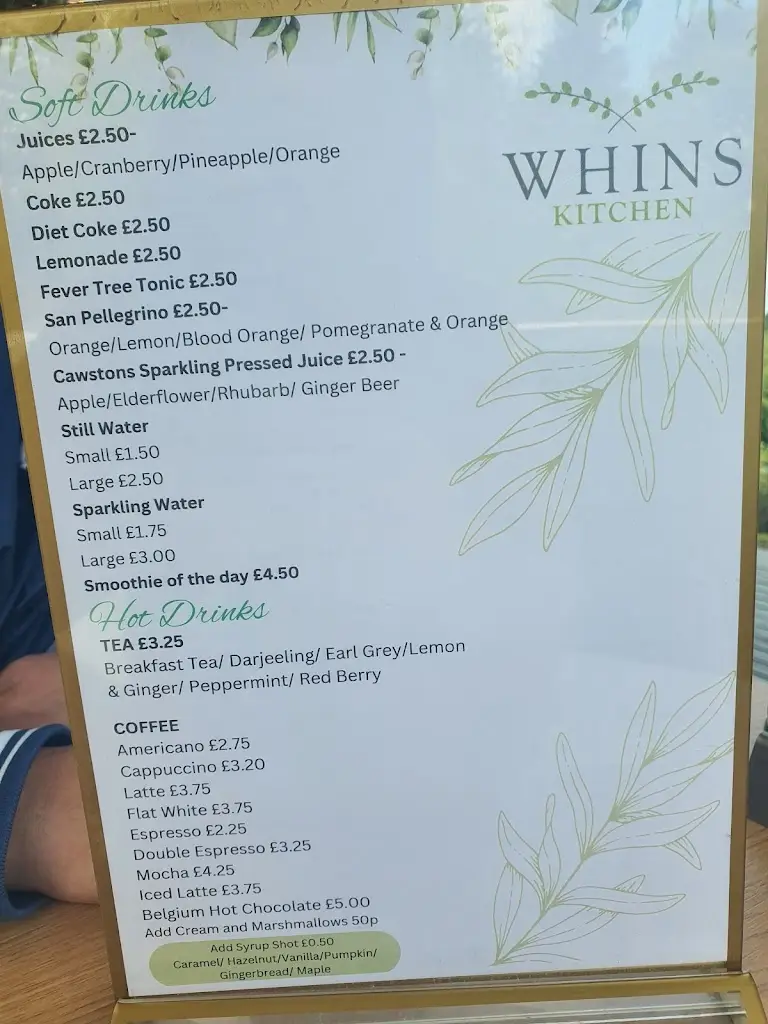 Soft Drinks
WHINS
KITCHEN
Juices £2.50-
Apple/Cranberry/Pineapple/Orange
Coke £2.50
Diet Coke £2.50
Lemonade £2.50
Fever Tree Tonic £2.50
San Pellegrino £2.50-
Orange/Lemon/Blood Orange/ Pomegranate & Orange
Cawstons Sparkling Pressed Juice £2.50 -
Apple/Elderflower/Rhubarb/ Ginger Beer
Still Water
Small £1.50
Large £2.50
Sparkling Water
Small £1.75
Large £3.00
Smoothie of the day £4.50
Hot Drinks
TEA £3.25
Breakfast Tea/ Darjeeling/ Earl Grey/Lemon
& Ginger/ Peppermint/ Red Berry
COFFEE
Americano £2.75
Cappuccino £3.20
Latte £3.75
Flat White £3.75
Espresso £2.25
Double Espresso £3.25
Mocha £4.25
Iced Latte £3.75
Belgium Hot Chocolate £5.00
Add Cream and Marshmallows 50p
Add Syrup Shot £0.50
Caramel/ Hazelnut/Vanilla/Pumpkin/
Gingerbread/ Maple